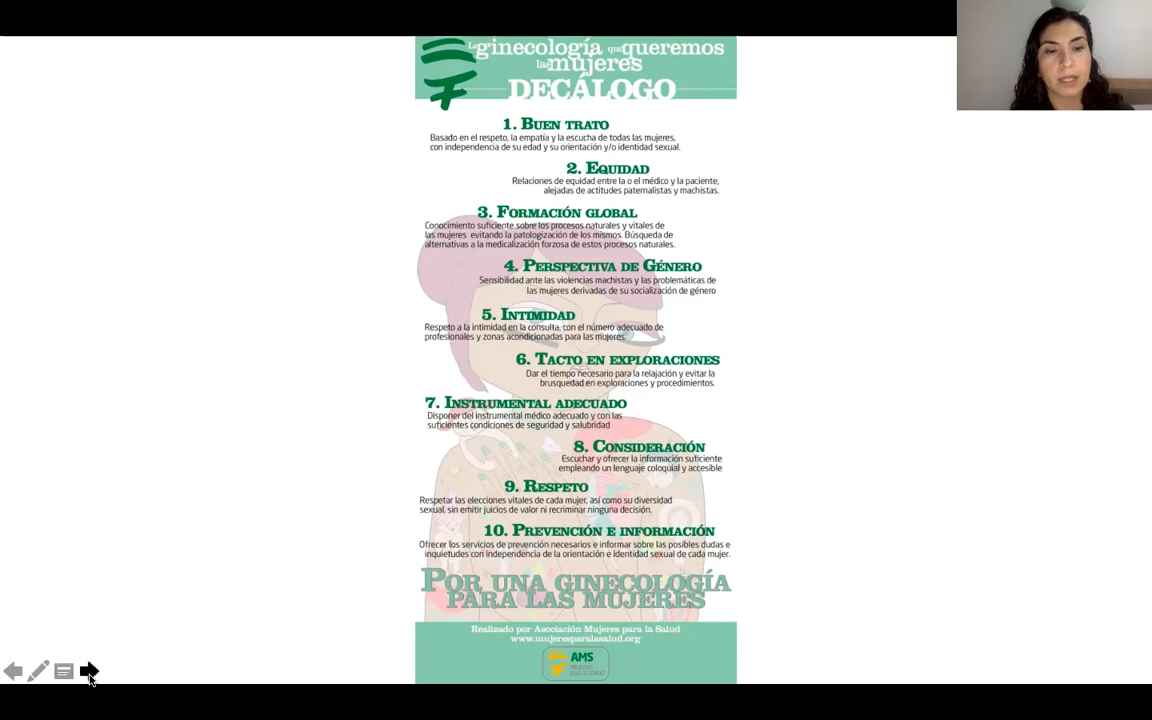 La ginecología que queremos
las mujeres
DECÁLOGO
1. Buen trato
Basado en el respeto, la empatía y la escucha de todas las mujeres,
con independencia de su edad y su orientación y/o identidad sexual.
2. Equidad
Relaciones de equidad entre la o el médico y la paciente,
alejadas de actitudes paternalistas y machistas.
3. Formación global
Conocimiento suficiente sobre los procesos naturales y vitales de
las mujeres evitando la patologización de los mismos. Búsqueda de
alternativas a la medicalización forzosa de estos procesos naturales.
4. Perspectiva de Género
Sensibilidad ante las violencias machistas y las problemáticas de
las mujeres derivadas de su socialización de género
5. Intimidad
Respeto a la intimidad en la consulta, con el número adecuado de
profesionales y zonas acondicionadas para las mujeres.
6. Tacto en exploraciones
Dar el tiempo necesario para la relajación y evitar la
brusquedad en exploraciones y procedimientos.
7. Instrumental adecuado
Disponer del instrumental médico adecuado y con las
suficientes condiciones de seguridad y salubridad
8. Consideración
Escuchar y ofrecer la información suficiente
empleando un lenguaje coloquial y accesible
9. Respeto
Respetar las elecciones vitales de cada mujer, así como su diversidad
sexual, sin emitir juicios de valor ni recriminar ninguna decisión.
10. Prevención e información
Ofrecer los servicios de prevención necesarios e informar sobre las posibles dudas e
inquietudes con independencia de la orientación e identidad sexual de cada mujer.
Por una ginecología
para las mujeres
Realizado por Asociación Mujeres para la Salud
www.mujeresparalasalud.org
AMS